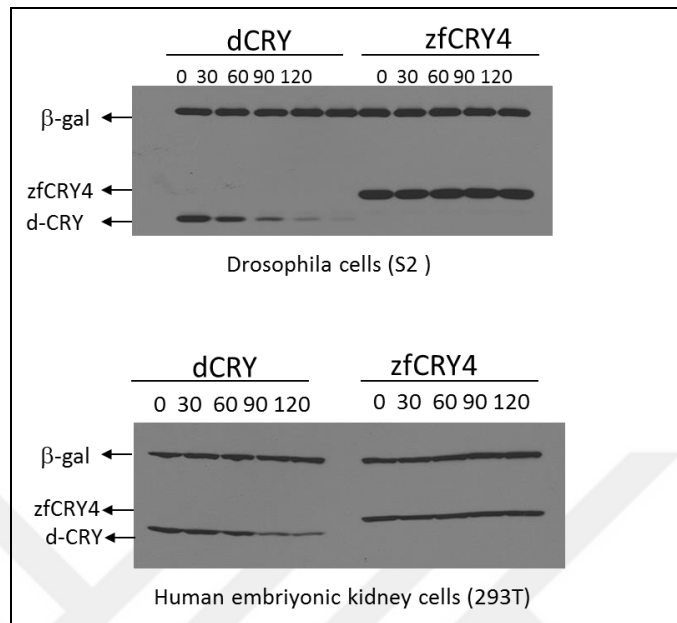 dCRY zfCRY4
0 30 60 90 120 0 30 60 90 120
β-gal
zfCRY4
d-CRY
Drosophila cells (S2 )
dCRY zfCRY4
0 30 60 90 120 0 30 60 90 120
β-gal
zfCRY4
d-CRY
Human embriyonic kidney cells (293T)